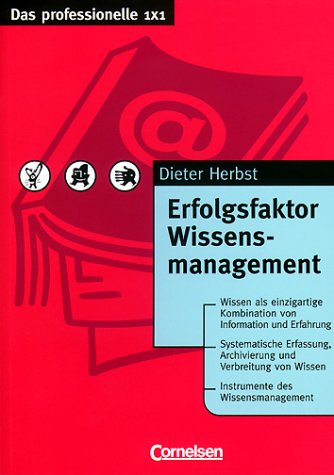 Das professionelle 1x1
@
Dieter Herbst
Erfolgsfaktor
Wissens-
management
Wissen als einzigartige
Kombination von
Information und Erfahrung
Systematische Erfassung,
Archivierung und
Verbreitung von Wissen
Instrumente des
Wissensmanagement
Cornelsen